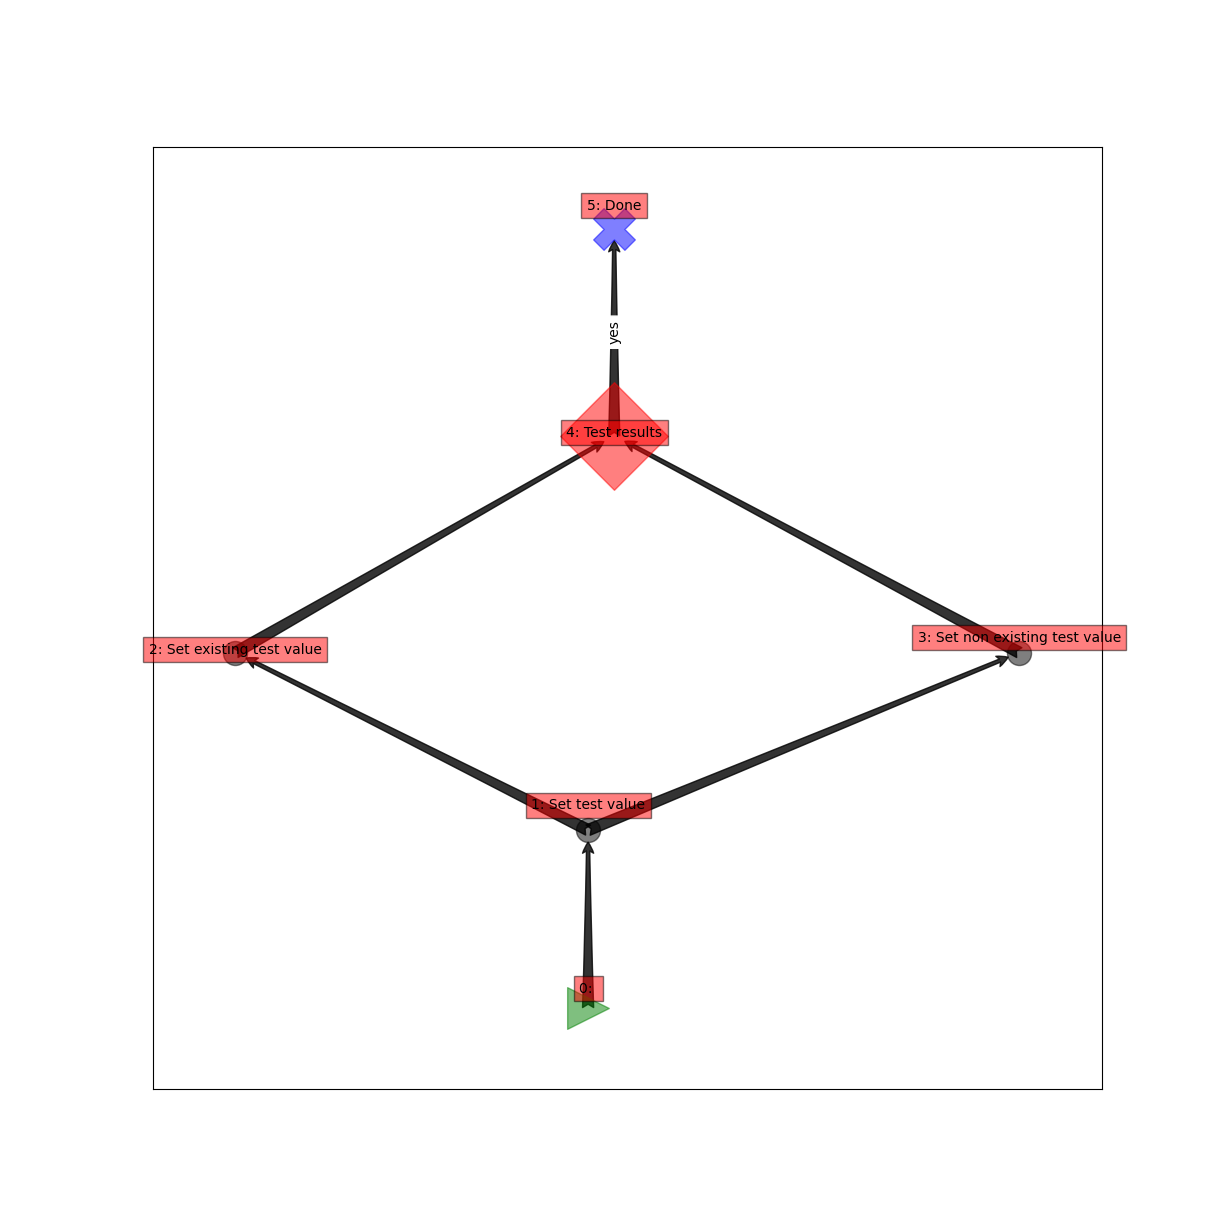 5: Done
yes
4: Test results
3: Set non existing test value
2: Set existing test value
1: Set test value
0: